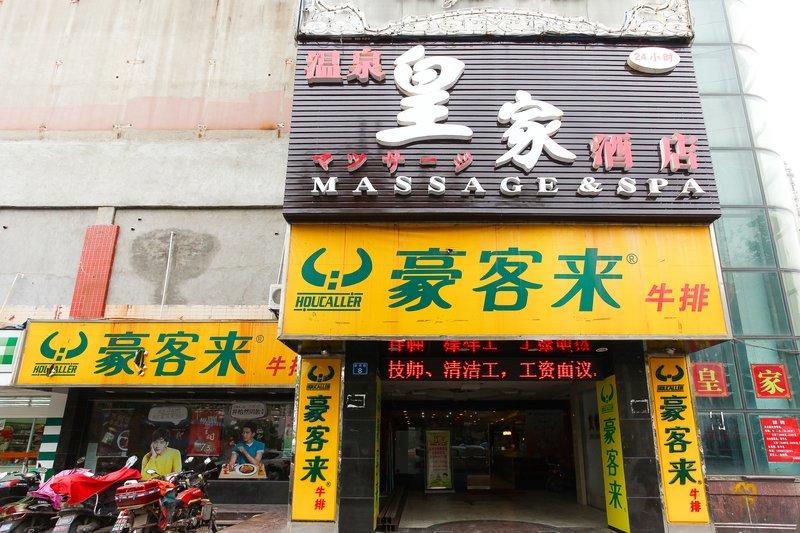 24小时
温泉
皇家
酒店
マッサージ
MASSAGE & SPA
HOUCALLER
豪客来®
牛排
HOUCALLER
豪客来®
牛
技师、清洁工，工资面议.
HOUCALLER
豪客来
牛排
豪客来
HOUCALLER
豪客来
牛排
皇
家